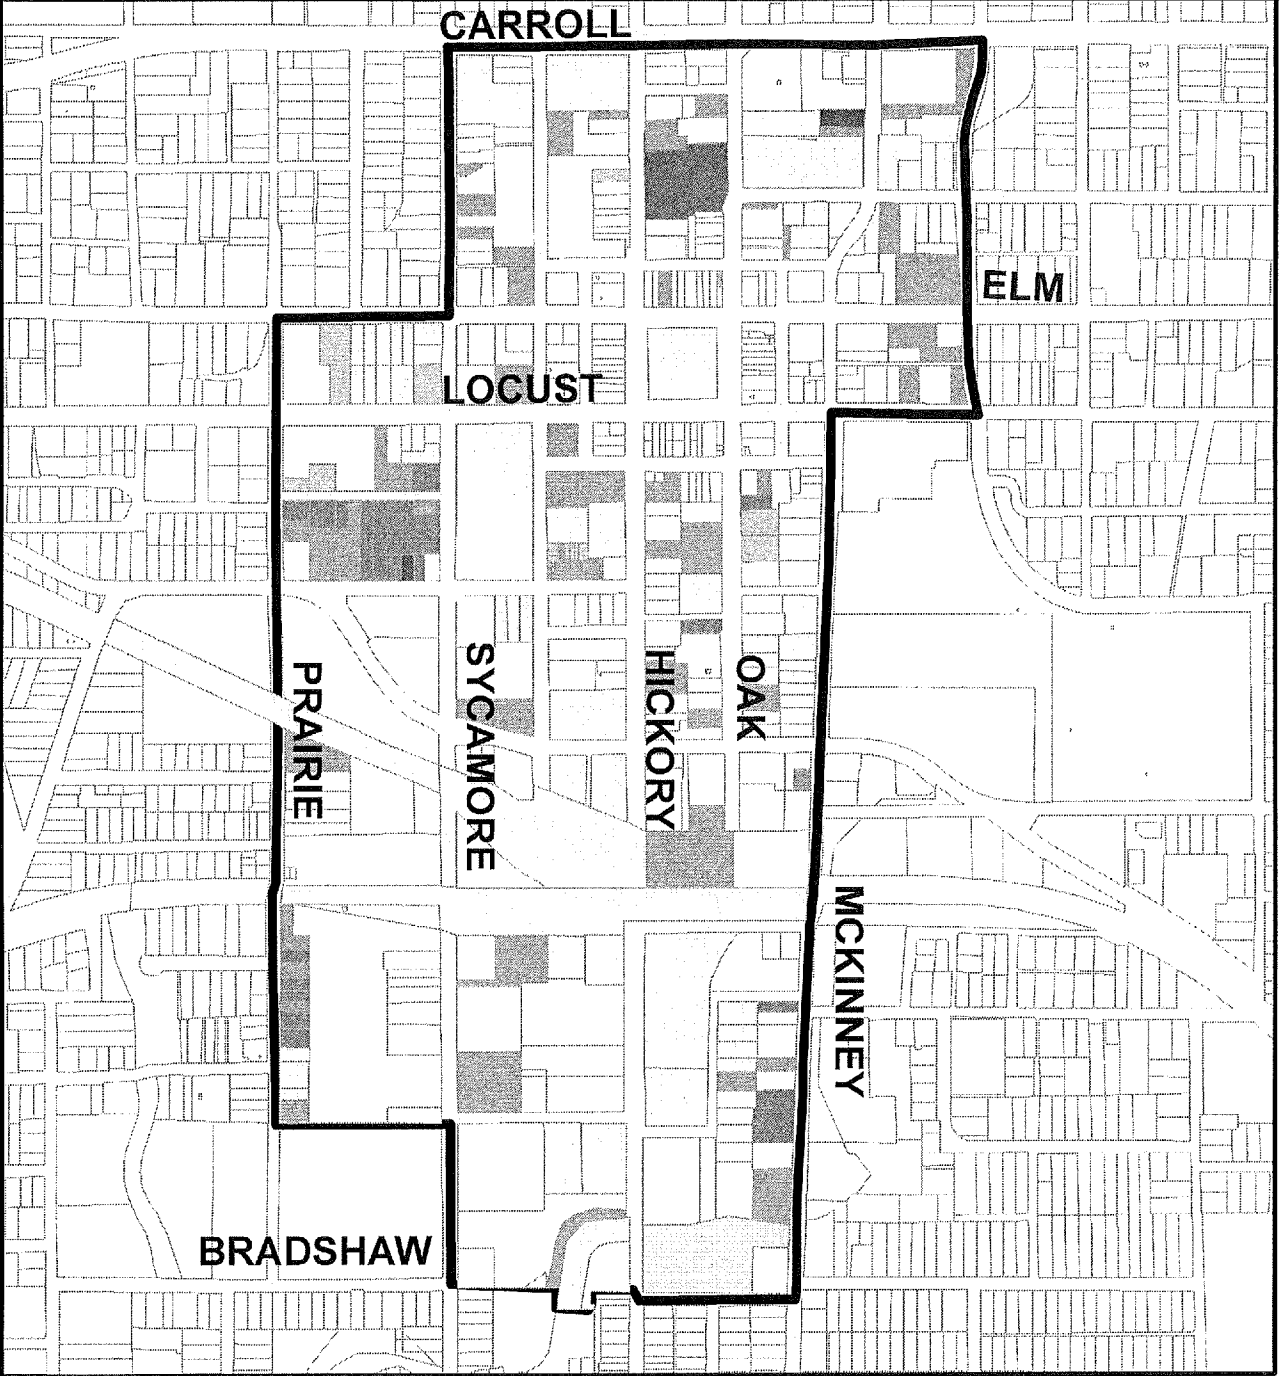 CARROLL
ELM
LOCUST
SYCAMORE
HICKORY
OAK
PRAIRIE
MCKINNEY
BRADSHAW